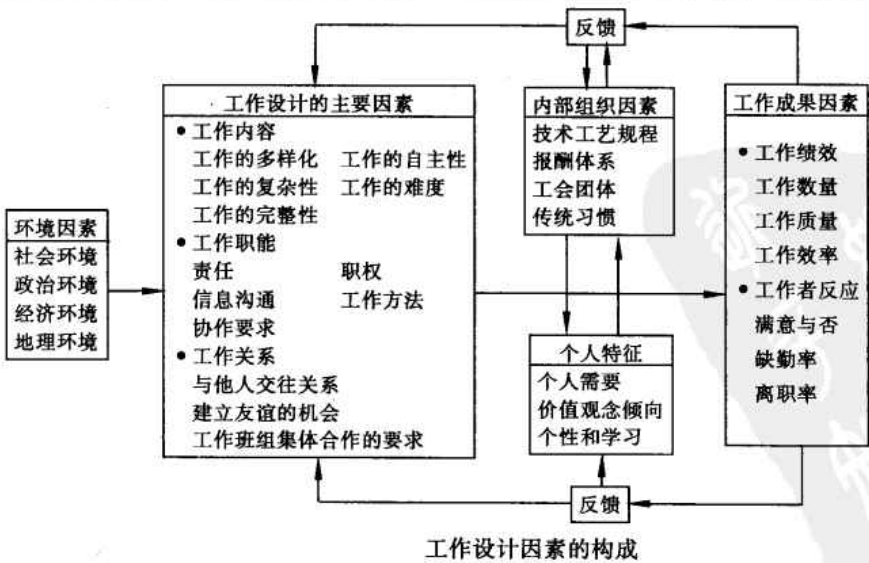 反馈
工作设计的主要因素
•工作内容
工作的多样化 工作的自主性
工作的复杂性 工作的难度
工作的完整性
•工作职能
责任 职权
信息沟通 工作方法
协作要求
•工作关系
与他人交往关系
建立友谊的机会
工作班组集体合作的要求
内部组织因素
技术工艺规程
报酬体系
工会团体
传统习惯
工作成果因素
•工作绩效
工作数量
工作质量
工作效率
•工作者反应
满意与否
缺勤率
离职率
环境因素
社会环境
政治环境
经济环境
地理环境
个人特征
个人需要
价值观念倾向
个性和学习
反馈
工作设计因素的构成